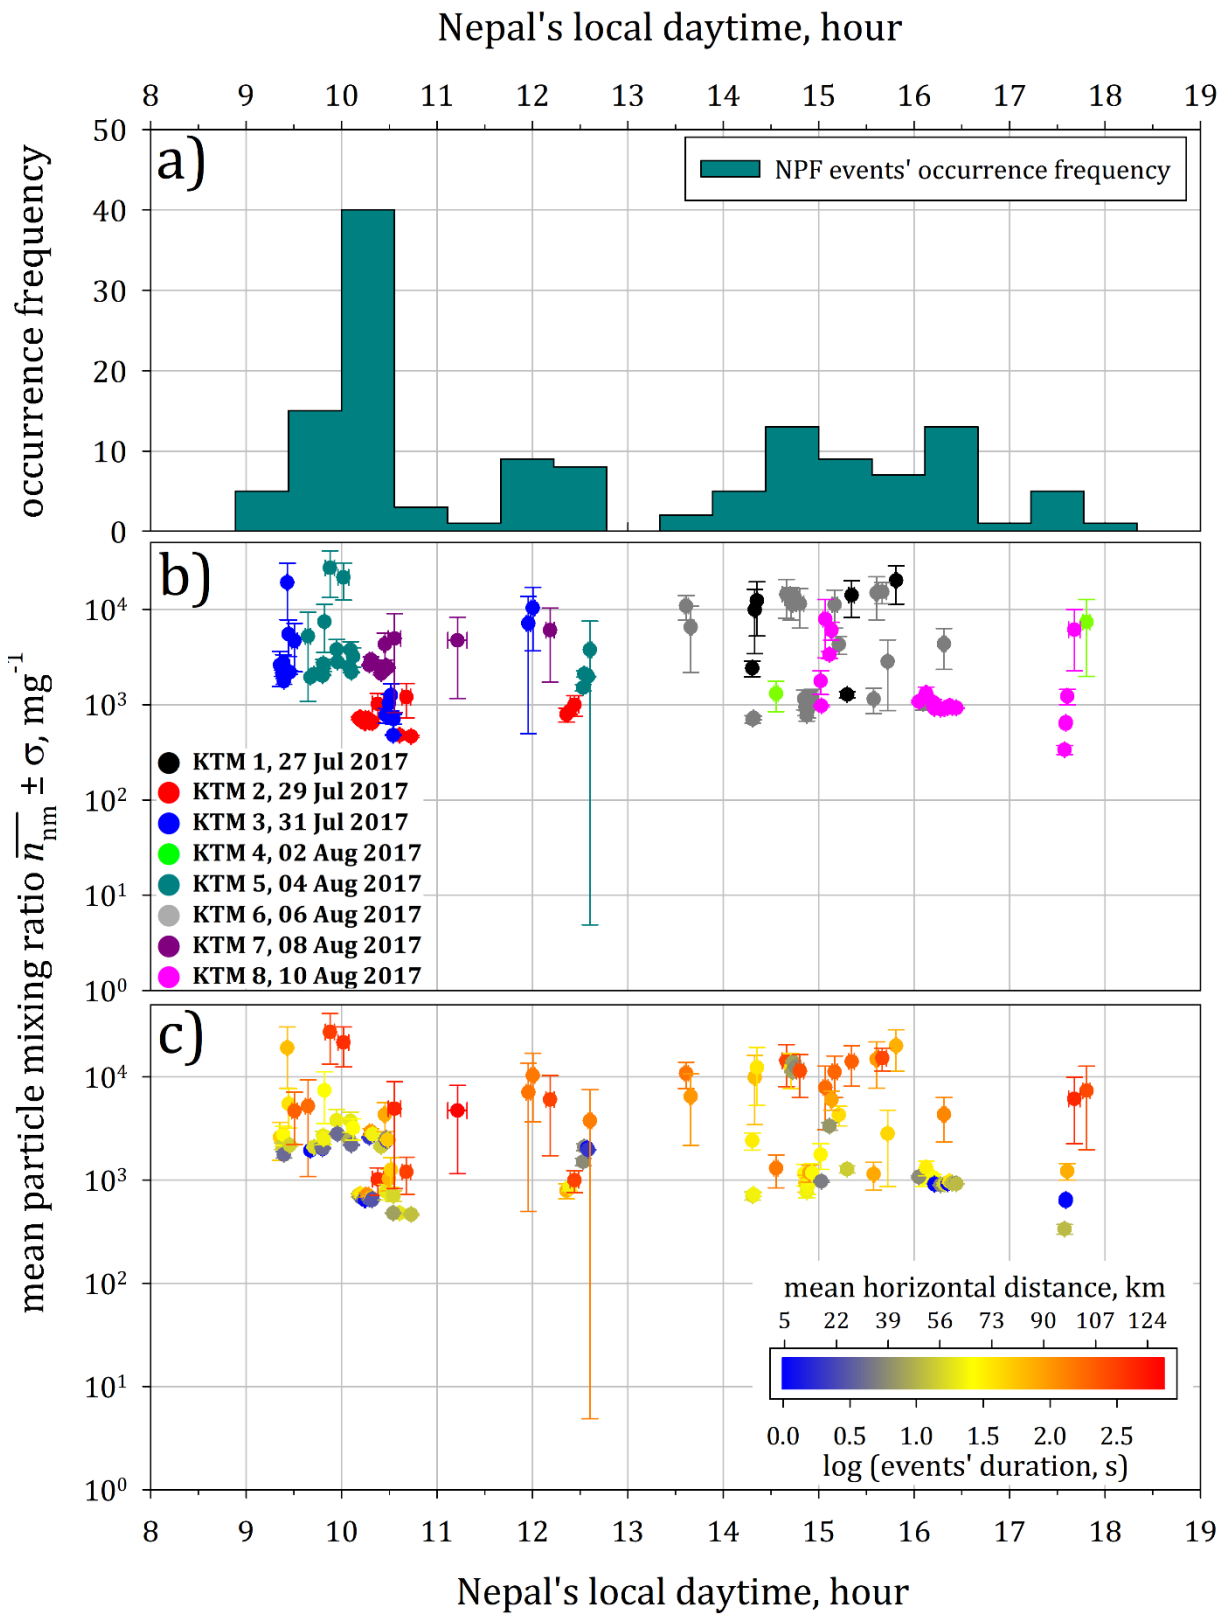 Nepal's local daytime, hour
8 9 10 11 12 13 14 15 16 17 18 19
occurrence frequency
50
40
30
20
10
0
a)
NPF events' occurrence frequency
mean particle mixing ratio n̅nm ± σ, mg⁻¹
b)
10⁴
10³
10²
10¹
10⁰
KTM 1, 27 Jul 2017
KTM 2, 29 Jul 2017
KTM 3, 31 Jul 2017
KTM 4, 02 Aug 2017
KTM 5, 04 Aug 2017
KTM 6, 06 Aug 2017
KTM 7, 08 Aug 2017
KTM 8, 10 Aug 2017
c)
10⁴
10³
10²
10¹
10⁰
mean horizontal distance, km
5 22 39 56 73 90 107 124
0.0 0.5 1.0 1.5 2.0 2.5
log (events' duration, s)
8 9 10 11 12 13 14 15 16 17 18 19
Nepal's local daytime, hour